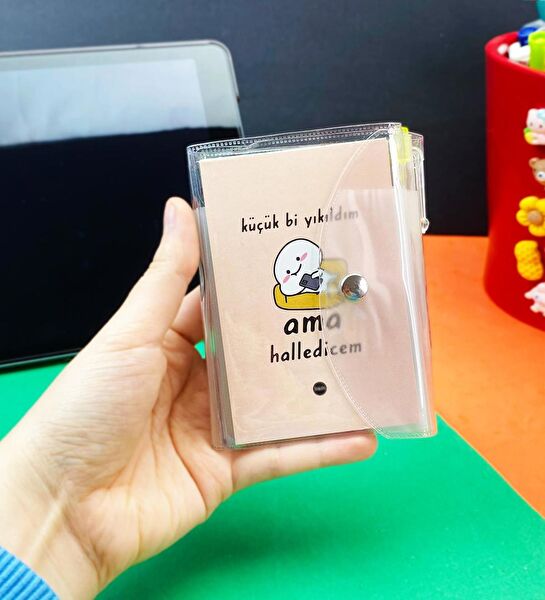 küçük bi yıkıldım
ama
halledicem